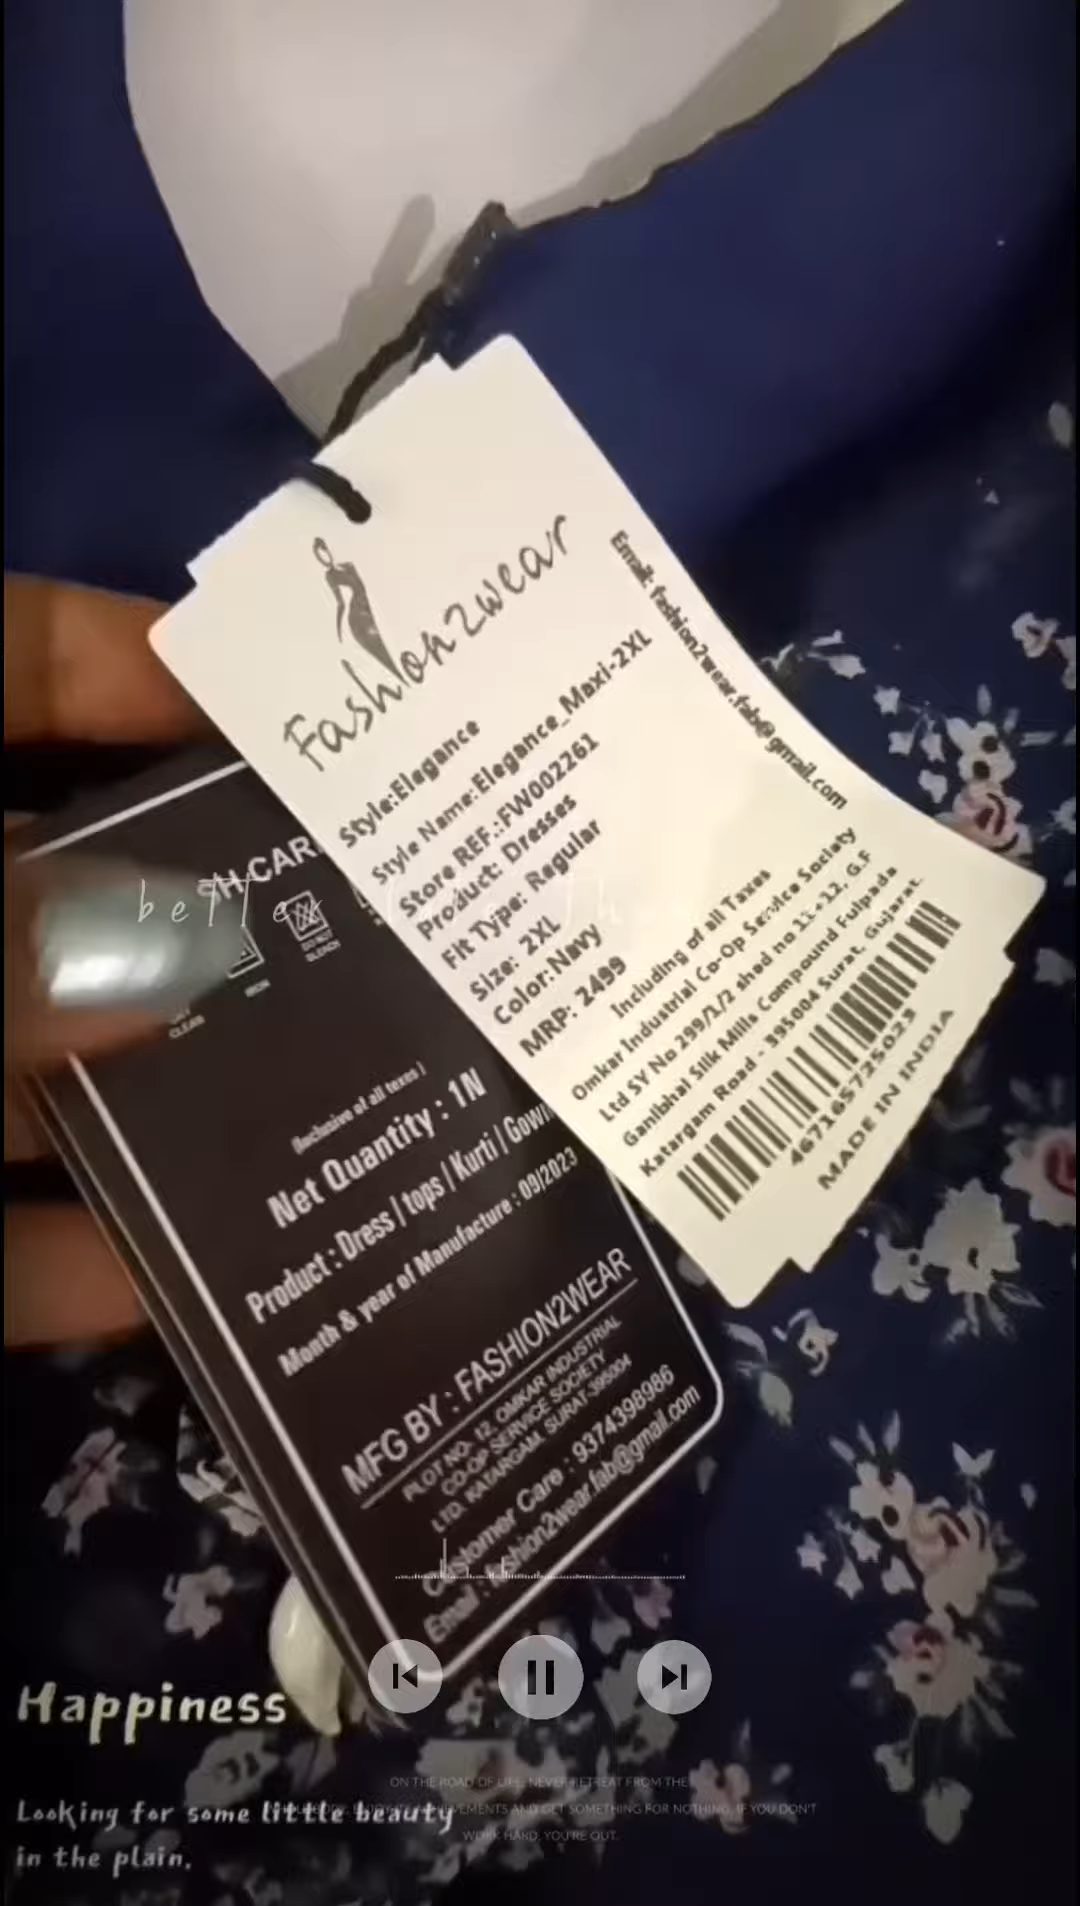 Fashion2wear
Style:Elegance
Style Name:Elegance_Maxi-2XL
Store REF.:FW002261
Product: Dresses
Fit Type: Regular
Size: 2XL
Color:Navy
MRP: 2499
Including of all Taxes
Omkar Industrial Co-Op Service Society
Ltd SY No 299/1/2 shed no 11-12, G.F
Ganibhai Silk Mills Compound Fulpada
Katargam Road - 395004 Surat, Gujarat.
467165725023
MADE IN INDIA
Email: fashion2wear.fab@gmail.com
SH CAR
DO NOT
BLEACH
IRON
CLEAN
(Inclusive of all texes)
Net Quantity : 1N
Product : Dress / tops / Kurti / Gown
Month & year of Manufacture : 09/2023
MFG BY : FASHION2WEAR
PLOT NO- 12, OMKAR INDUSTRIAL
CO-OP SERVICE SOCIETY
LTD. KATARGAM, SURAT-395004
Customer Care : 9374398986
Email : fashion2wear.fab@gmail.com
Happiness
Looking for some little beauty
in the plain.
ON THE ROAD OF LIFE, NEVER RETREAT FROM THE
AND GET SOMETHING FOR NOTHING. IF YOU DON'T
WORK HARD, YOU'RE OUT.